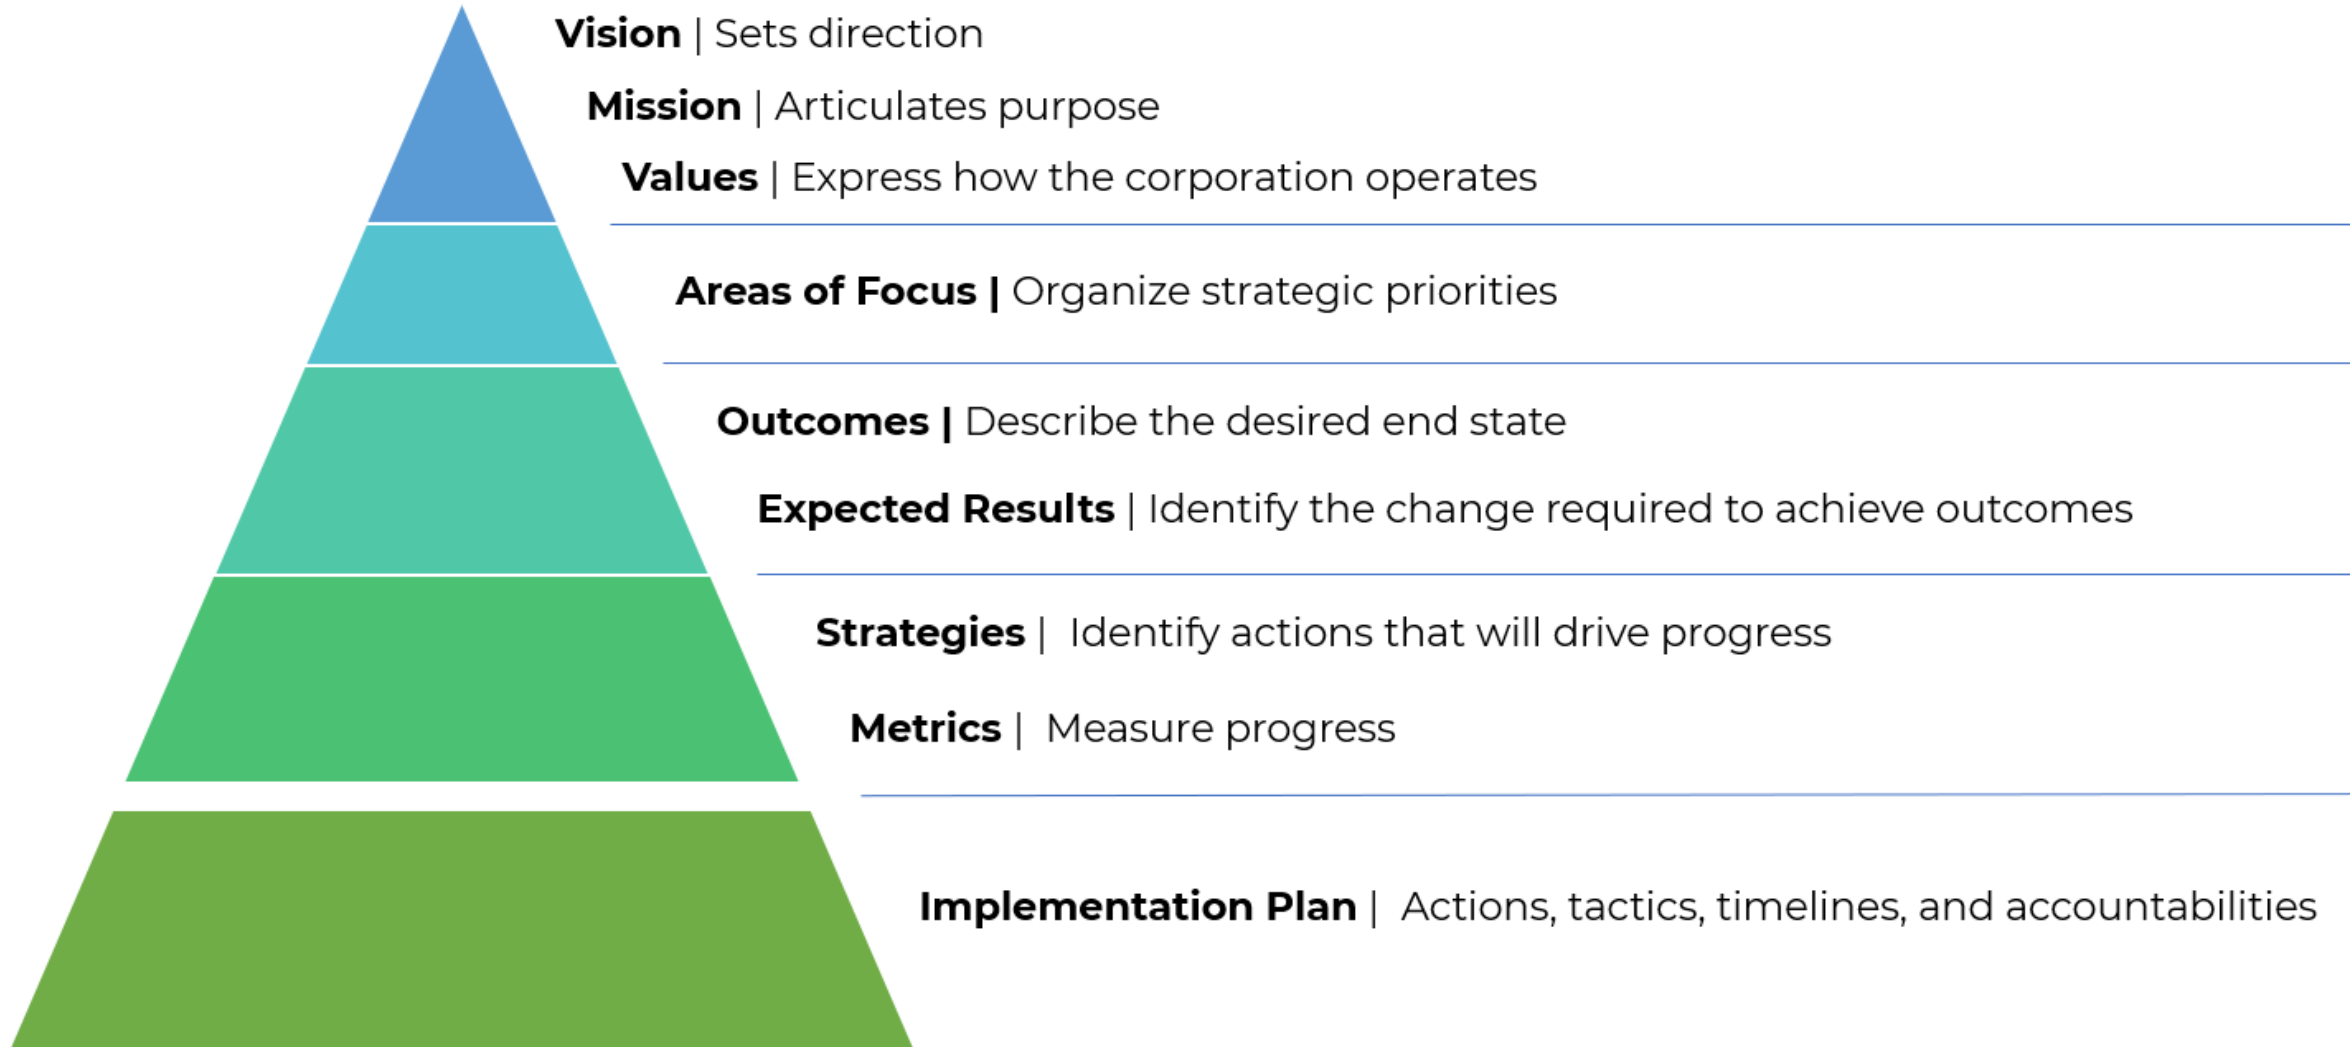 Vision | Sets direction
Mission | Articulates purpose
Values | Express how the corporation operates
Areas of Focus | Organize strategic priorities
Outcomes | Describe the desired end state
Expected Results | Identify the change required to achieve outcomes
Strategies | Identify actions that will drive progress
Metrics | Measure progress
Implementation Plan | Actions, tactics, timelines, and accountabilities